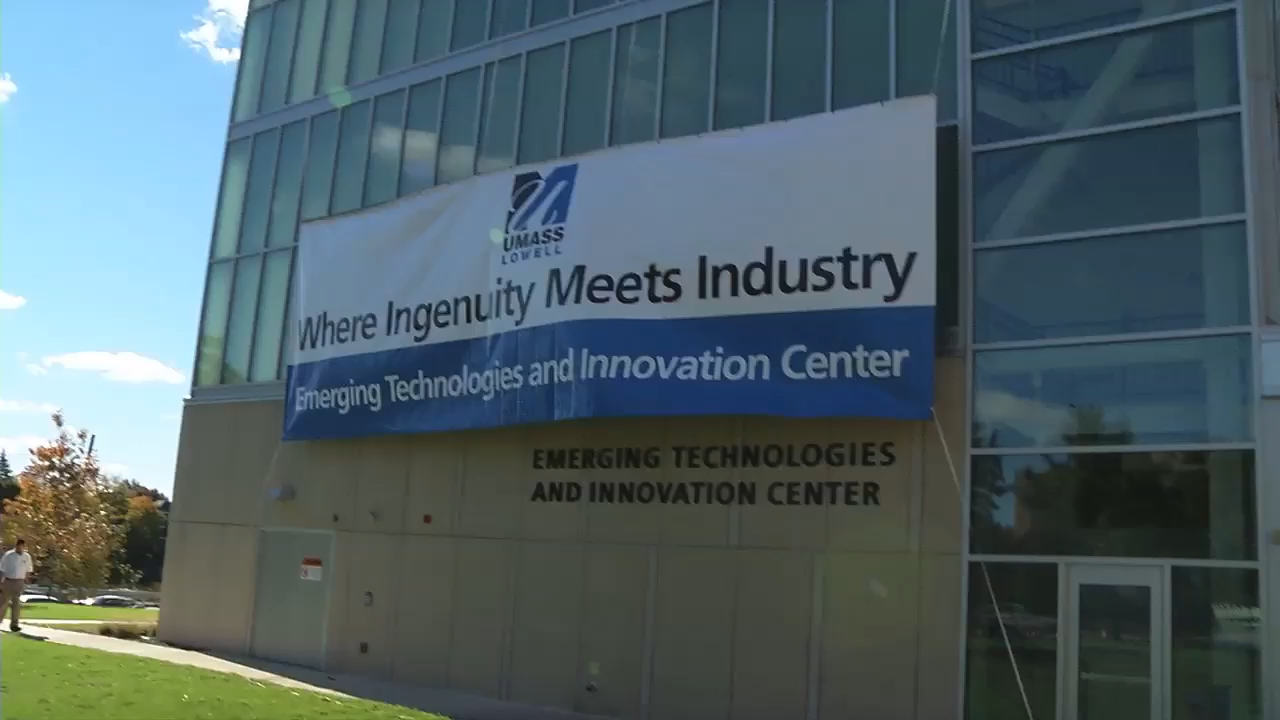 UMASS
LOWELL
Where Ingenuity Meets Industry
Emerging Technologies and Innovation Center
EMERGING TECHNOLOGIES
AND INNOVATION CENTER